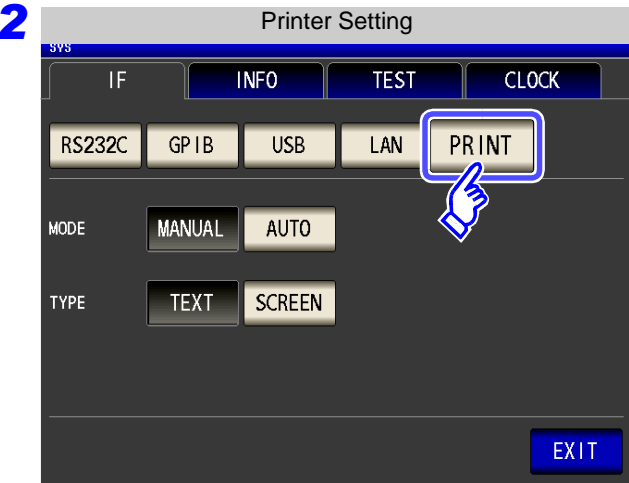 2
Printer Setting
SYS
IF INFO TEST CLOCK
RS232C GPIB USB LAN PRINT
MODE MANUAL AUTO
TYPE TEXT SCREEN
EXIT